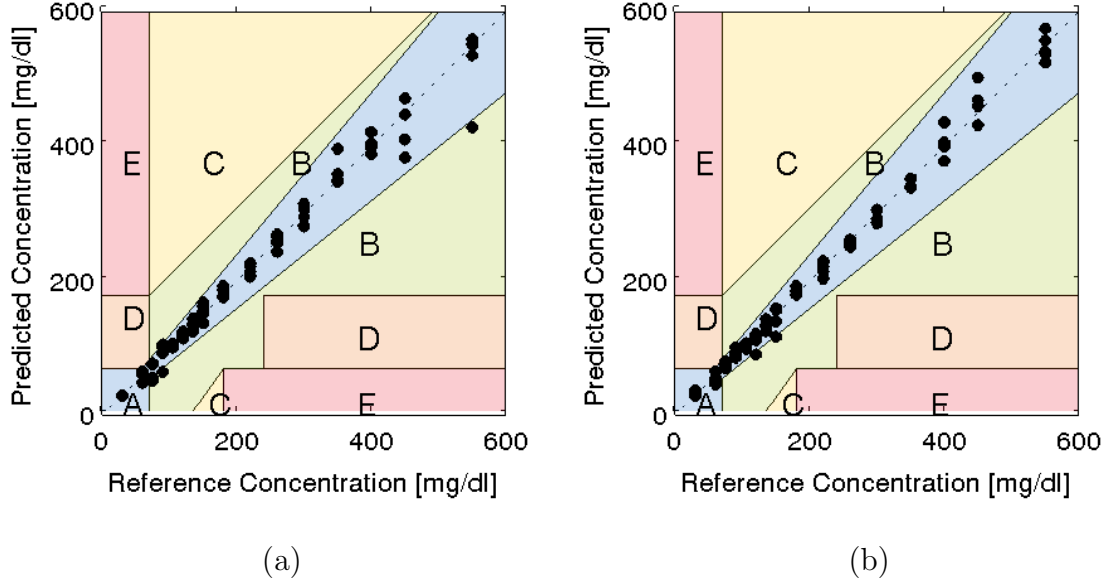 Predicted Concentration [mg/dl]
600
400
200
0
E
C
B
B
D
D
A
C
E
0
200
400
600
Reference Concentration [mg/dl]
(a)
Predicted Concentration [mg/dl]
600
400
200
0
E
C
B
B
D
D
A
C
E
0
200
400
600
Reference Concentration [mg/dl]
(b)